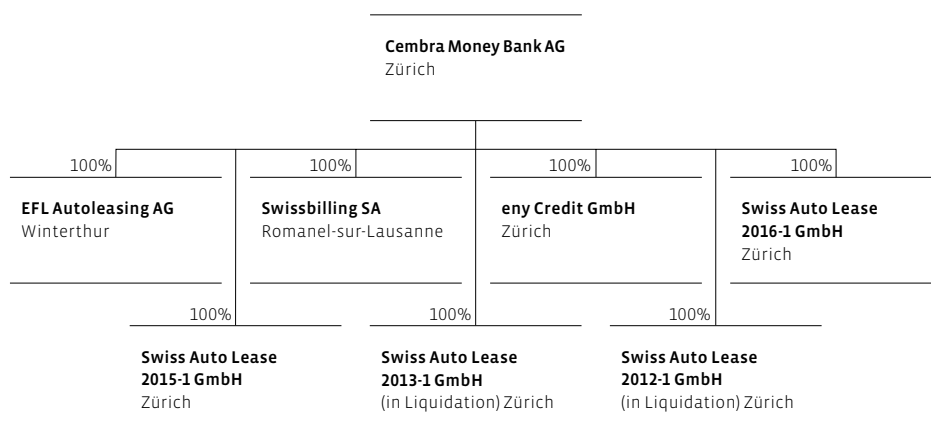 Cembra Money Bank AG
Zürich
100%
100%
100%
100%
EFL Autoleasing AG
Winterthur
Swissbilling SA
Romanel-sur-Lausanne
eny Credit GmbH
Zürich
Swiss Auto Lease
2016-1 GmbH
Zürich
100%
100%
100%
Swiss Auto Lease
2015-1 GmbH
Zürich
Swiss Auto Lease
2013-1 GmbH
(in Liquidation) Zürich
Swiss Auto Lease
2012-1 GmbH
(in Liquidation) Zürich